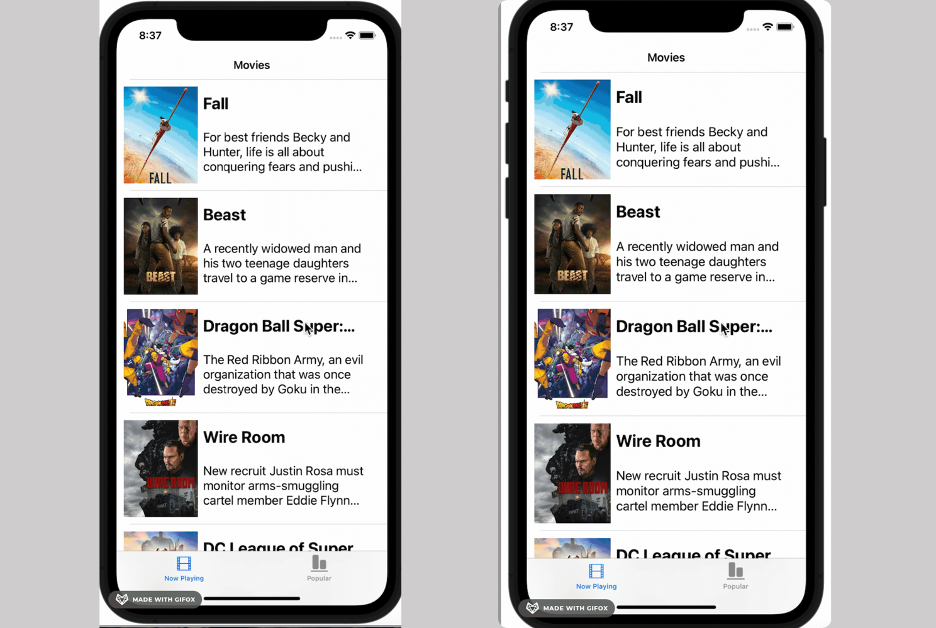 8:37
Movies
FALL
Fall
For best friends Becky and
Hunter, life is all about
conquering fears and pushi...
BEAST
Beast
A recently widowed man and
his two teenage daughters
travel to a game reserve in...
Dragon Ball Super:...
The Red Ribbon Army, an evil
organization that was once
destroyed by Goku in the...
WIRE ROOM
Wire Room
New recruit Justin Rosa must
monitor arms-smuggling
cartel member Eddie Flynn...
DC League of Super
Now Playing
Popular
MADE WITH GIFOX
8:37
Movies
FALL
Fall
For best friends Becky and
Hunter, life is all about
conquering fears and pushi...
BEAST
Beast
A recently widowed man and
his two teenage daughters
travel to a game reserve in...
Dragon Ball Super:...
The Red Ribbon Army, an evil
organization that was once
destroyed by Goku in the...
WIRE ROOM
Wire Room
New recruit Justin Rosa must
monitor arms-smuggling
cartel member Eddie Flynn...
DC League of Super
Now Playing
Popular
MADE WITH GIFOX